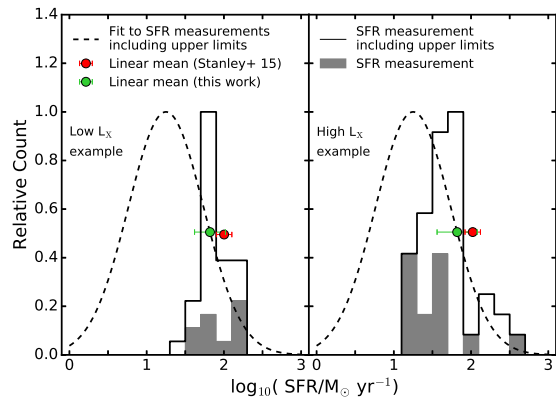 1.4
1.2
1.0
0.8
0.6
0.4
0.2
0.0
Relative Count
Fit to SFR measurements
including upper limits
Linear mean (Stanley+ 15)
Linear mean (this work)
Low L_X
example
0
1
2
3
SFR measurement
including upper limits
SFR measurement
High L_X
example
0
1
2
3
log₁₀( SFR/M⊙ yr⁻¹)